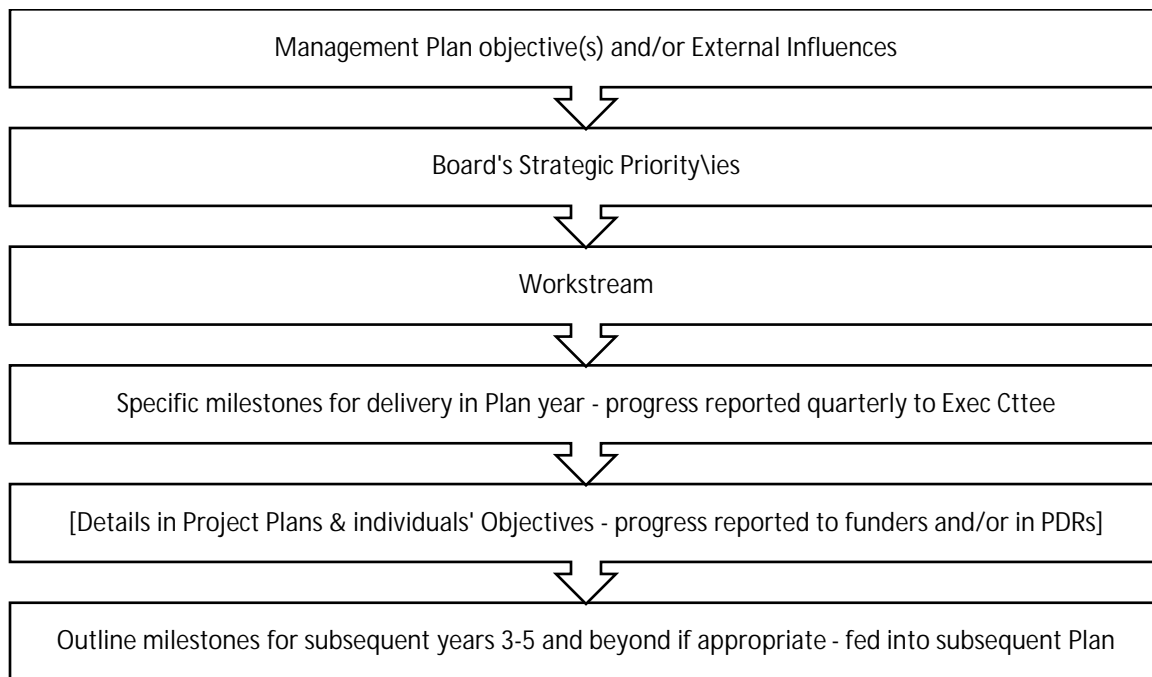 Management Plan objective(s) and/or External Influences
Board's Strategic Priority\ies
Workstream
Specific milestones for delivery in Plan year - progress reported quarterly to Exec Cttee
[Details in Project Plans & individuals' Objectives - progress reported to funders and/or in PDRs]
Outline milestones for subsequent years 3-5 and beyond if appropriate - fed into subsequent Plan